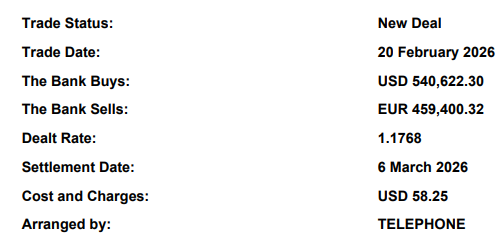 Trade Status: New Deal
Trade Date: 20 February 2026
The Bank Buys: USD 540,622.30
The Bank Sells: EUR 459,400.32
Dealt Rate: 1.1768
Settlement Date: 6 March 2026
Cost and Charges: USD 58.25
Arranged by: TELEPHONE